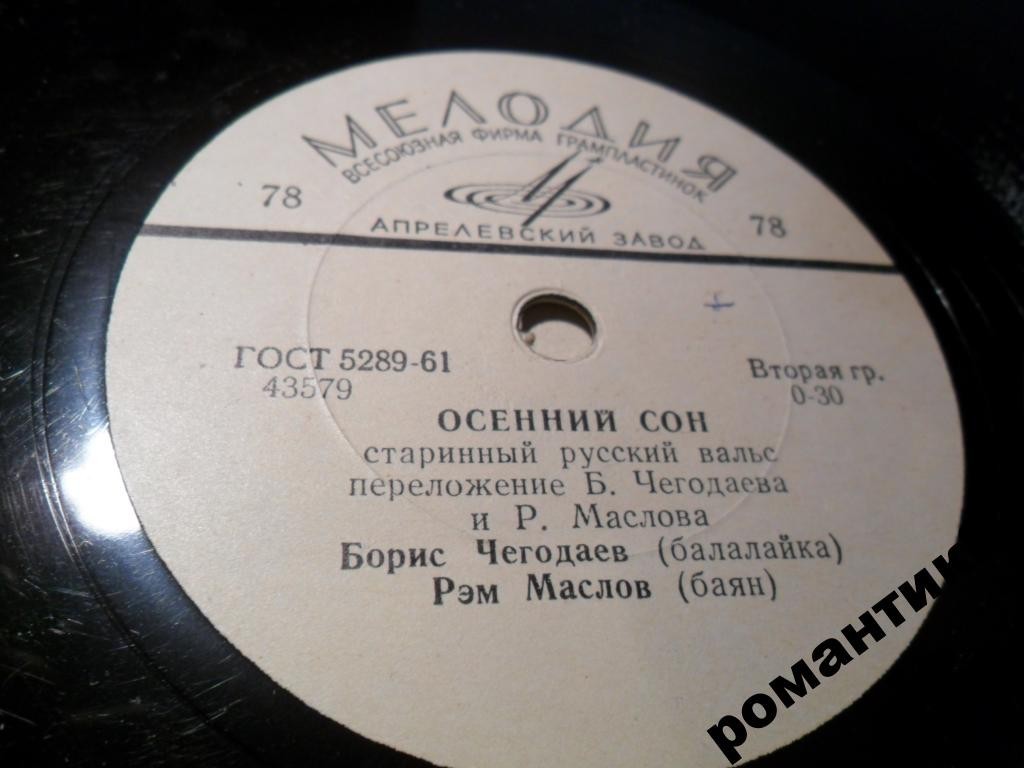 МЕЛОДИЯ
ВСЕСОЮЗНАЯ ФИРМА ГРАМПЛАСТИНОК
78
78
АПРЕЛЕВСКИЙ ЗАВОД
ГОСТ 5289-61
43579
Вторая гр.
0-30
ОСЕННИЙ СОН
старинный русский вальс
переложение Б. Чегодаева
и Р. Маслова
Борис Чегодаев (балалайка)
Рэм Маслов (баян)
романтик